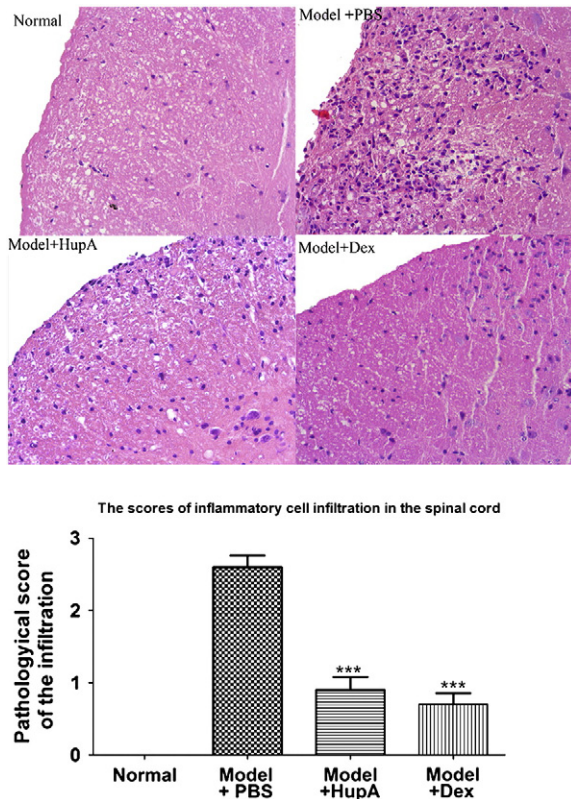 Normal
Model +PBS
Model+HupA
Model+Dex
The scores of inflammatory cell infiltration in the spinal cord
Pathologyical score
of the infiltration
3
2
1
0
***
***
Normal
Model
+ PBS
Model
+HupA
Model
+Dex